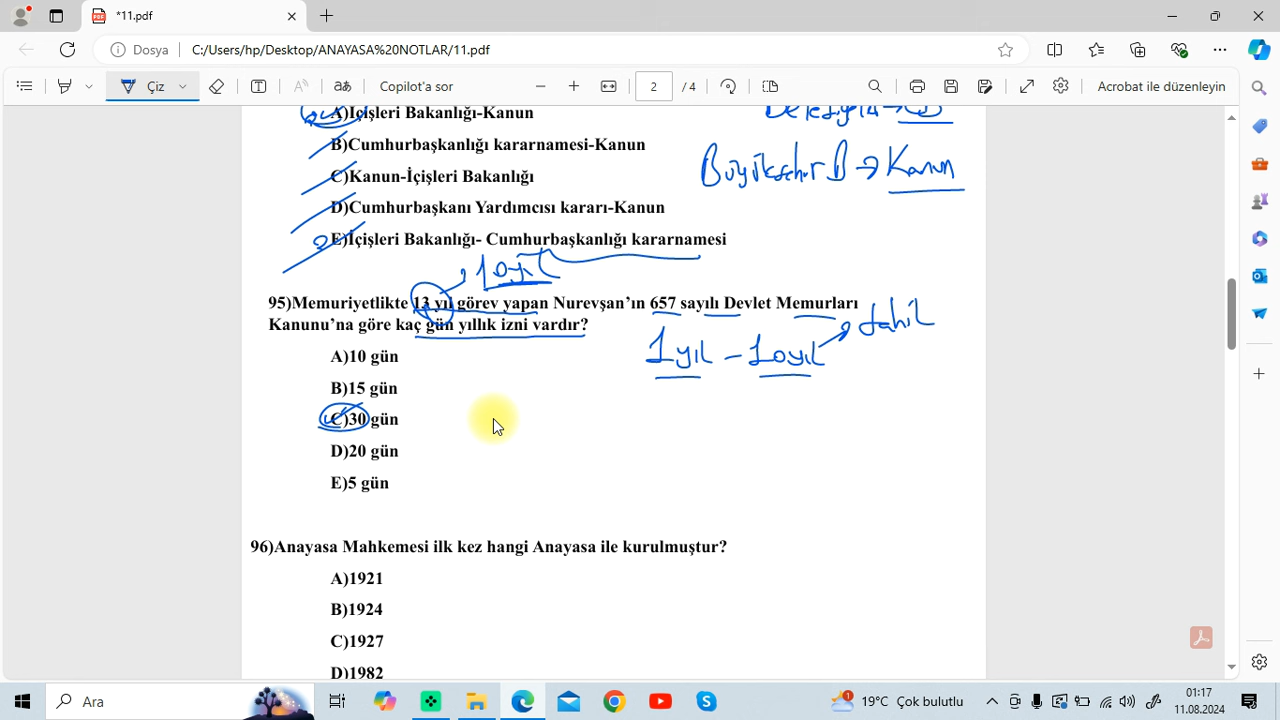 *11.pdf
Dosya
C:/Users/hp/Desktop/ANAYASA%20NOTLAR/11.pdf
Çiz
Copilot'a sor
2 / 4
Acrobat ile düzenleyin
A)İçişleri Bakanlığı-Kanun
B)Cumhurbaşkanlığı kararnamesi-Kanun
Büyükşehir B → Kanun
C)Kanun-İçişleri Bakanlığı
D)Cumhurbaşkanı Yardımcısı kararı-Kanun
E)İçişleri Bakanlığı- Cumhurbaşkanlığı kararnamesi
10 yıl
95)Memuriyetlikte 13 yıl görev yapan Nurevşan’ın 657 sayılı Devlet Memurları
Kanunu’na göre kaç gün yıllık izni vardır?
1 yıl - 10 yıl → dahil
A)10 gün
B)15 gün
C)30 gün
D)20 gün
E)5 gün
96)Anayasa Mahkemesi ilk kez hangi Anayasa ile kurulmuştur?
A)1921
B)1924
C)1927
D)1982
Ara
19°C Çok bulutlu
01:17
11.08.2024